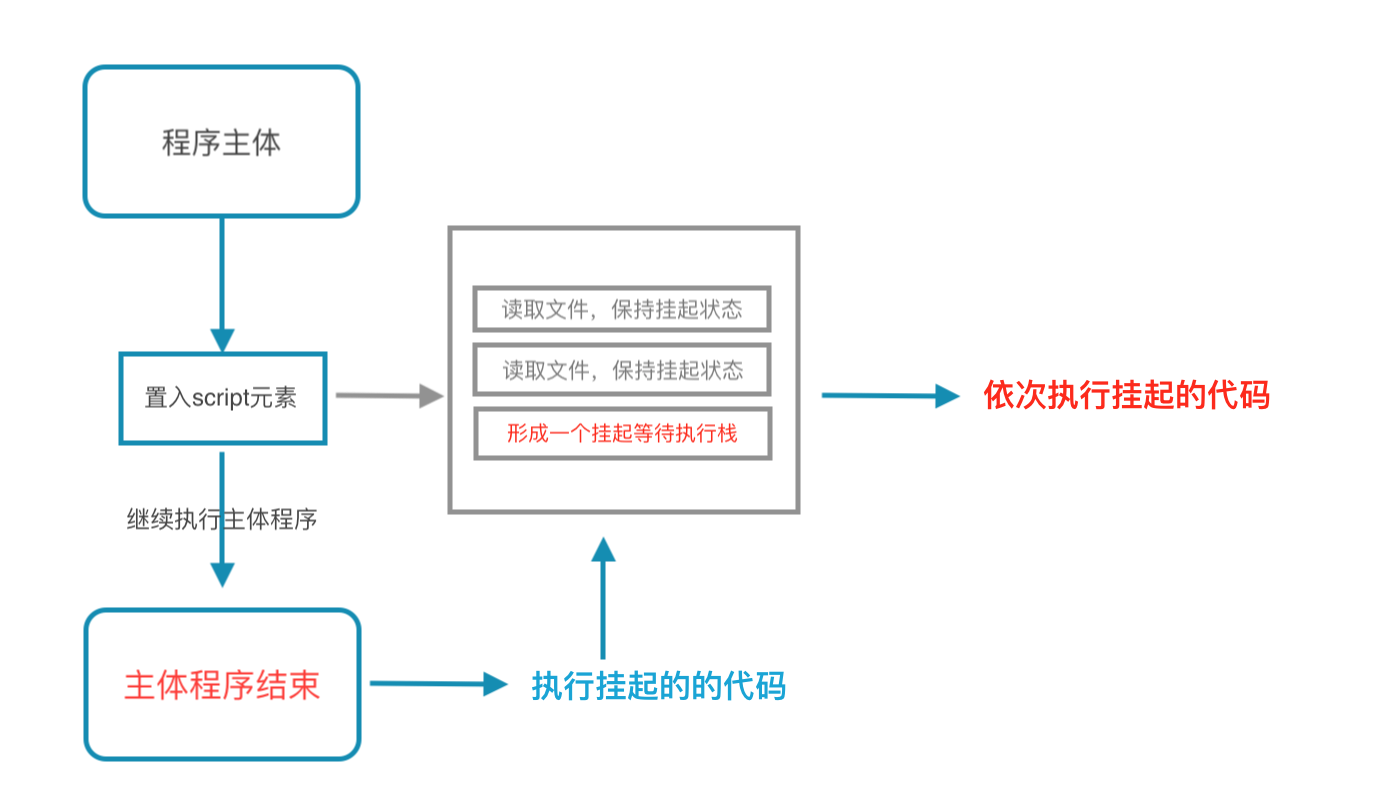 程序主体
置入script元素
读取文件，保持挂起状态
读取文件，保持挂起状态
形成一个挂起等待执行栈
依次执行挂起的代码
继续执行主体程序
主体程序结束
执行挂起的的代码